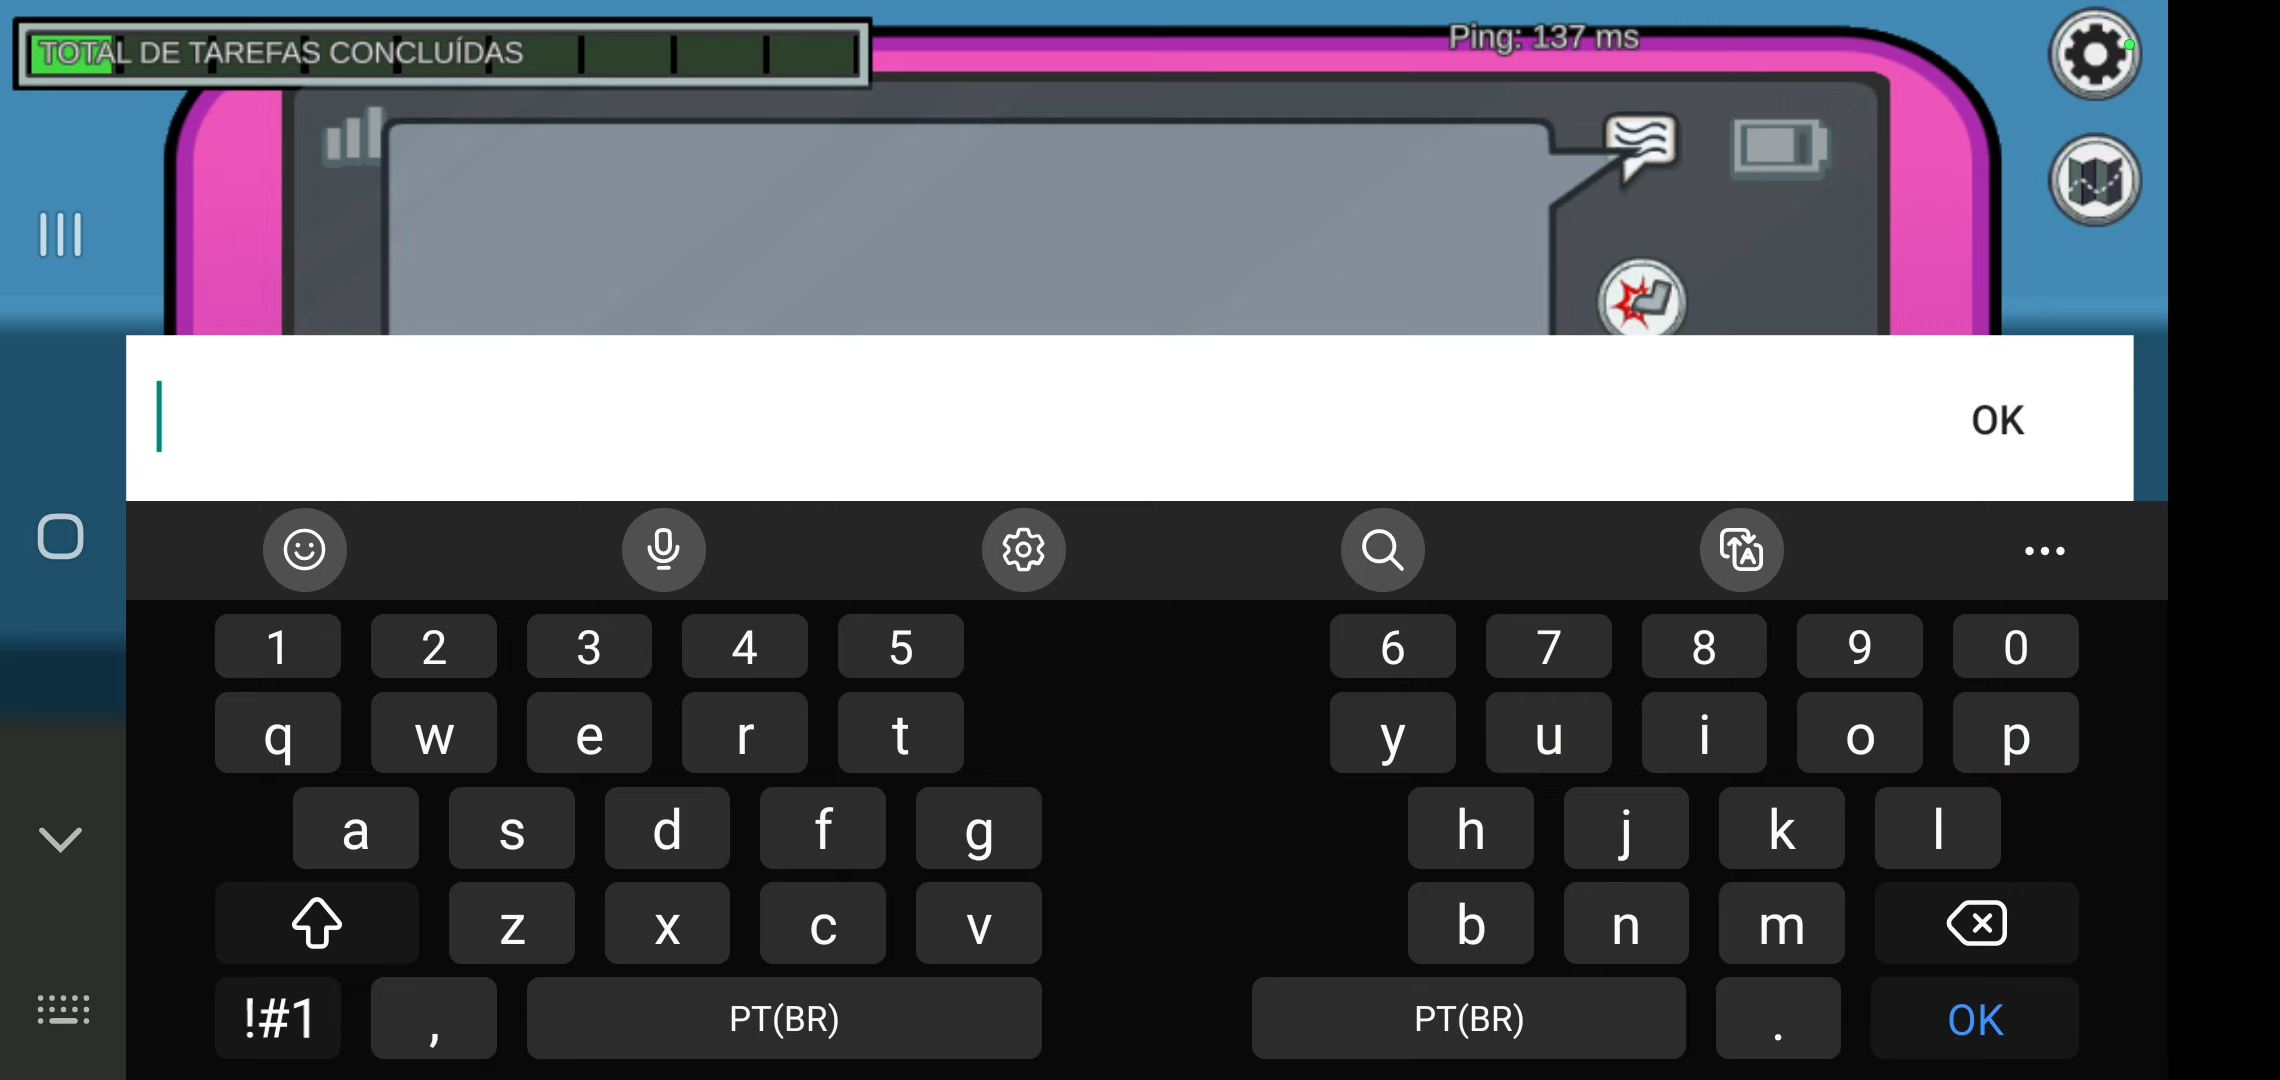 TOTAL DE TAREFAS CONCLUÍDAS
Ping: 137 ms
OK
1 2 3 4 5 6 7 8 9 0
q w e r t y u i o p
a s d f g h j k l
z x c v b n m
!#1 , PT(BR) PT(BR) . OK